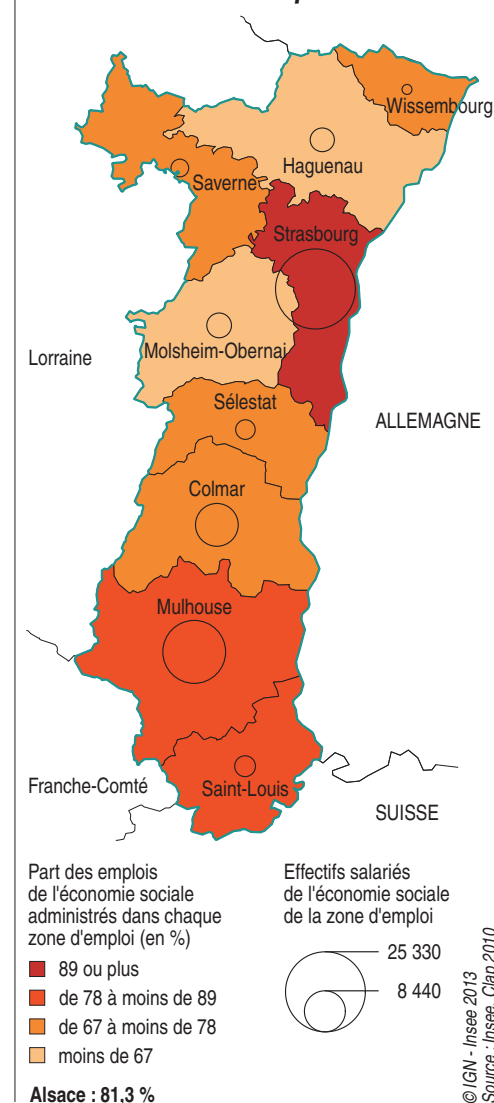 Wissembourg
Haguenau
Saverne
Strasbourg
Lorraine
Molsheim-Obernai
Sélestat
ALLEMAGNE
Colmar
Mulhouse
Franche-Comté
Saint-Louis
SUISSE
Part des emplois
de l'économie sociale
administrés dans chaque
zone d'emploi (en %)
89 ou plus
de 78 à moins de 89
de 67 à moins de 78
moins de 67
Alsace : 81,3 %
Effectifs salariés
de l'économie sociale
de la zone d'emploi
25 330
8 440
© IGN - Insee 2013
Source : Insee, Clap 2010